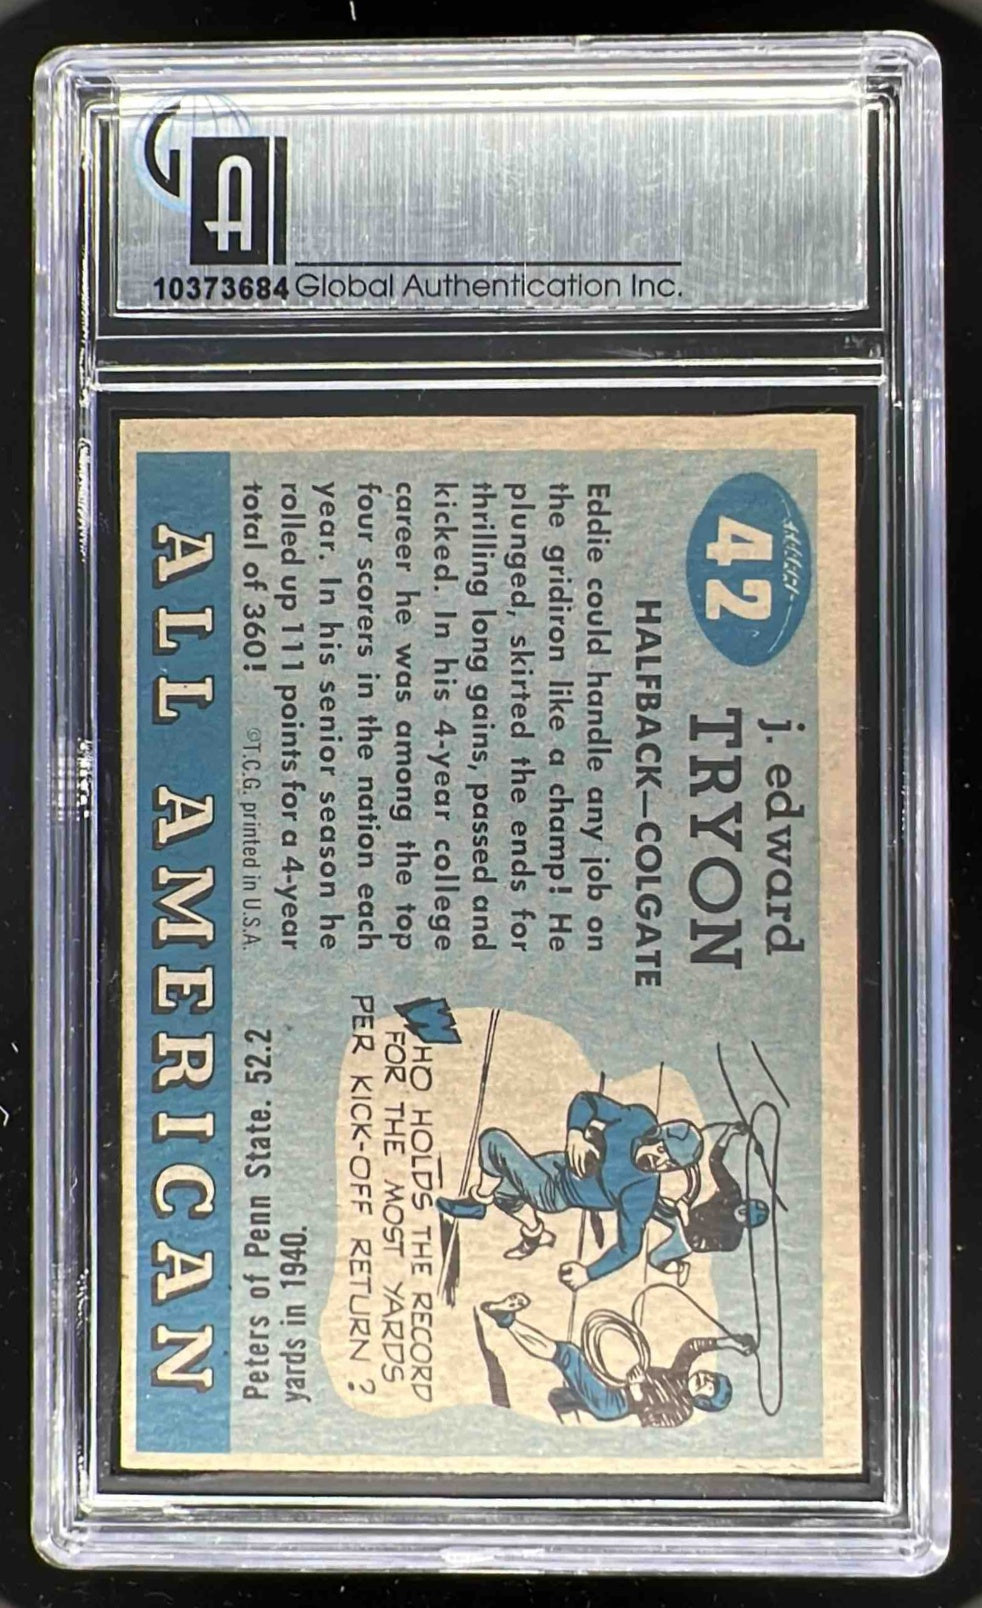 GA
10373684 Global Authentication Inc.
42
j. edward
TRYON
HALFBACK—COLGATE
Eddie could handle any job on
the gridiron like a champ! He
plunged, skirted the ends for
thrilling long gains, passed and
kicked. In his 4-year college
career he was among the top
four scorers in the nation each
year. In his senior season he
rolled up 111 points for a 4-year
total of 360!
©T.C.G. printed in U.S.A.
WHO HOLDS THE RECORD
FOR THE MOST YARDS
PER KICK-OFF RETURN ?
Peters of Penn State. 52.2
yards in 1940.
ALL AMERICAN